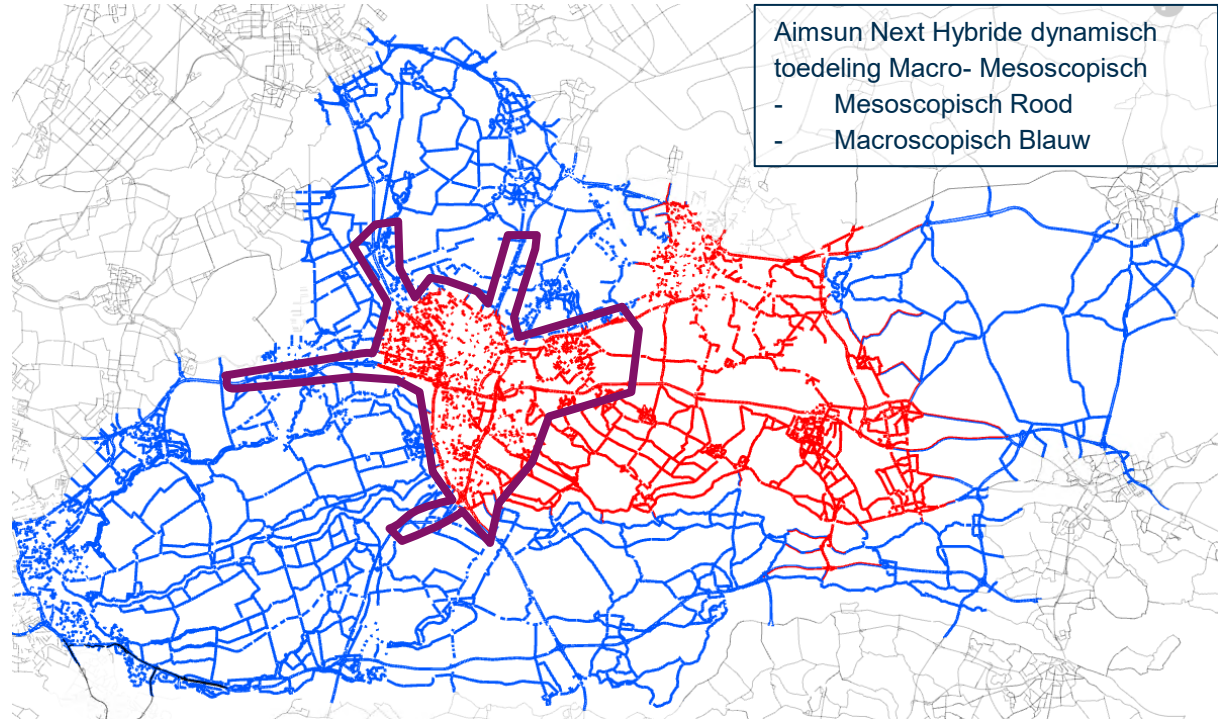 Aimsun Next Hybride dynamisch
toedeling Macro- Mesoscopisch
- Mesoscopisch Rood
- Macroscopisch Blauw